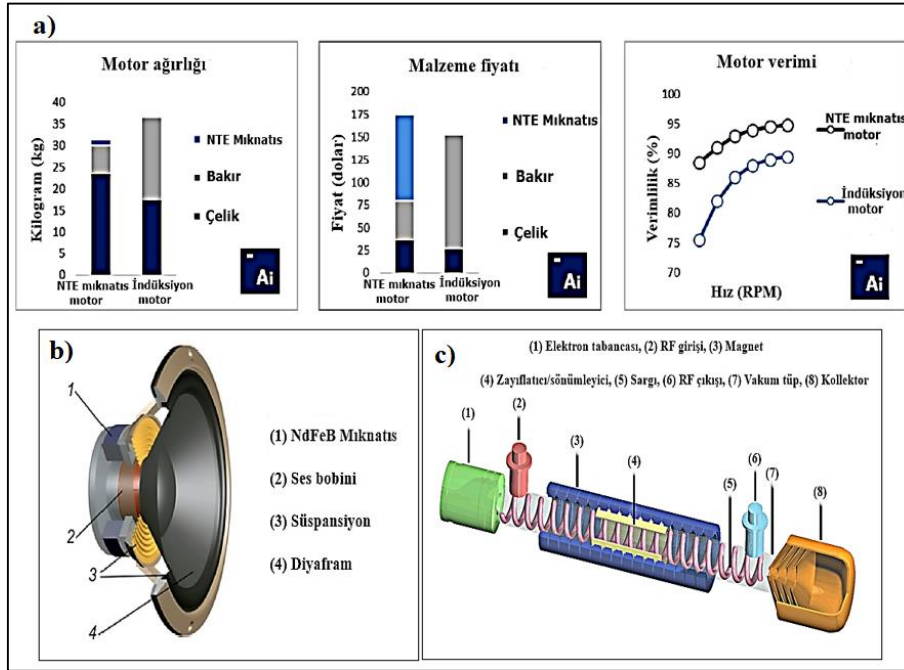 a)
Motor ağırlığı
Kilogram (kg)
40
35
30
25
20
15
10
5
0
NTE Mıknatıs
Bakır
Çelik
NTE mıknatıs
motor
İndüksiyon
motor
Ai
Malzeme fiyatı
Fiyat (dolar)
200
175
150
125
100
75
50
25
0
NTE Mıknatıs
Bakır
Çelik
NTE mıknatıs
motor
İndüksiyon
motor
Ai
Motor verimi
Verimlilik (%)
100
95
90
85
80
75
70
NTE mıknatıs
motor
İndüksiyon
motor
Hız (RPM)
Ai
b)
1
2
3
4
(1) NdFeB Mıknatıs
(2) Ses bobini
(3) Süspansiyon
(4) Diyafram
c)
(1) Elektron tabancası, (2) RF girişi, (3) Magnet
(4) Zayıflatıcı/sönümleyici, (5) Sargı, (6) RF çıkışı, (7) Vakum tüp, (8) Kollektor
(1)
(2)
(3)
(4)
(5)
(6)
(7)
(8)